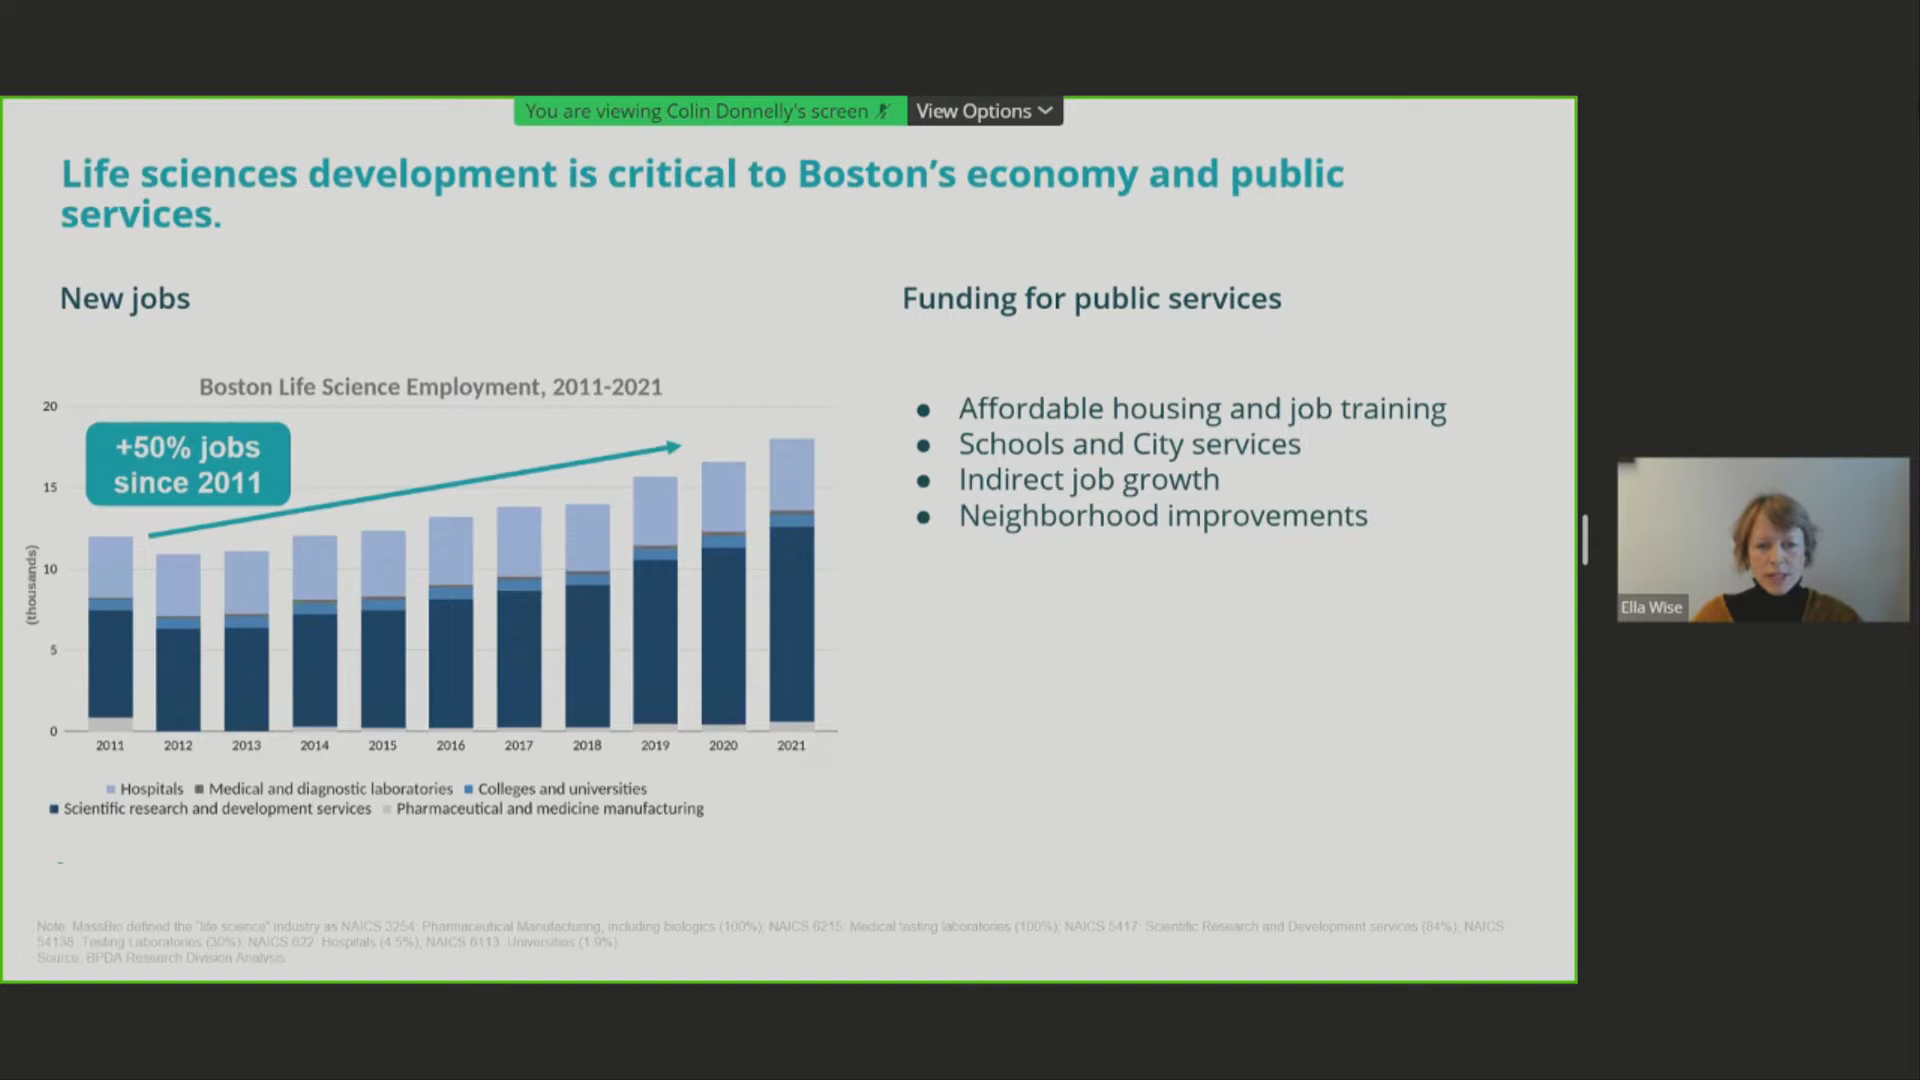 You are viewing Colin Donnelly's screen
View Options
Life sciences development is critical to Boston’s economy and public
services.
New jobs
Funding for public services
Boston Life Science Employment, 2011-2021
+50% jobs
since 2011
(thousands)
20
15
10
5
0
2011 2012 2013 2014 2015 2016 2017 2018 2019 2020 2021
Hospitals Medical and diagnostic laboratories Colleges and universities
Scientific research and development services Pharmaceutical and medicine manufacturing
● Affordable housing and job training
● Schools and City services
● Indirect job growth
● Neighborhood improvements
Ella Wise
Note: MassBio defined the "life science" industry as NAICS 3254: Pharmaceutical Manufacturing, including biologics (100%); NAICS 6215: Medical testing laboratories (100%); NAICS 5417: Scientific Research and Development services (84%); NAICS
54138: Testing Laboratories (30%); NAICS 622: Hospitals (4.5%); NAICS 6113: Universities (1.9%)
Source: BPDA Research Division Analysis